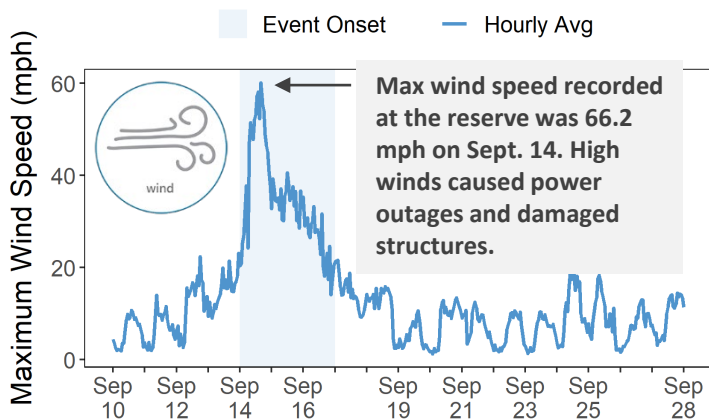 Event Onset Hourly Avg
Maximum Wind Speed (mph)
60
40
20
0
wind
Max wind speed recorded
at the reserve was 66.2
mph on Sept. 14. High
winds caused power
outages and damaged
structures.
Sep Sep Sep Sep Sep Sep Sep Sep Sep
10 12 14 16 19 21 23 25 28